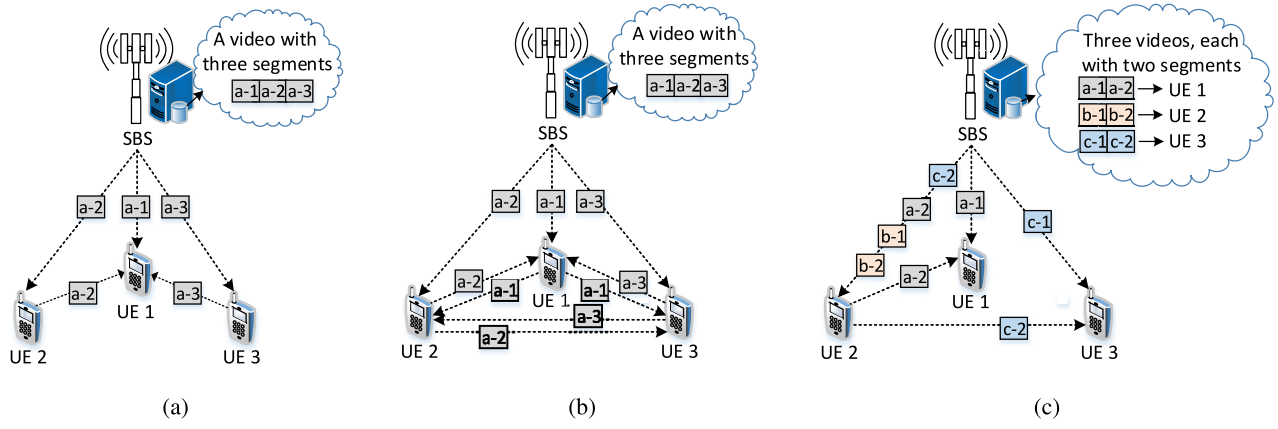 A video with
three segments
a-1 a-2 a-3
SBS
a-2 a-1 a-3
a-2
a-3
UE 1
UE 2
UE 3
(a)
A video with
three segments
a-1 a-2 a-3
SBS
a-2 a-1 a-3
a-2
a-3
a-1
a-1
UE 1
a-3
a-2
UE 2
UE 3
(b)
Three videos, each
with two segments
a-1 a-2 UE 1
b-1 b-2 UE 2
c-1 c-2 UE 3
SBS
c-2
a-2
a-1
b-1
c-1
b-2
a-2
UE 1
c-2
UE 2
UE 3
(c)